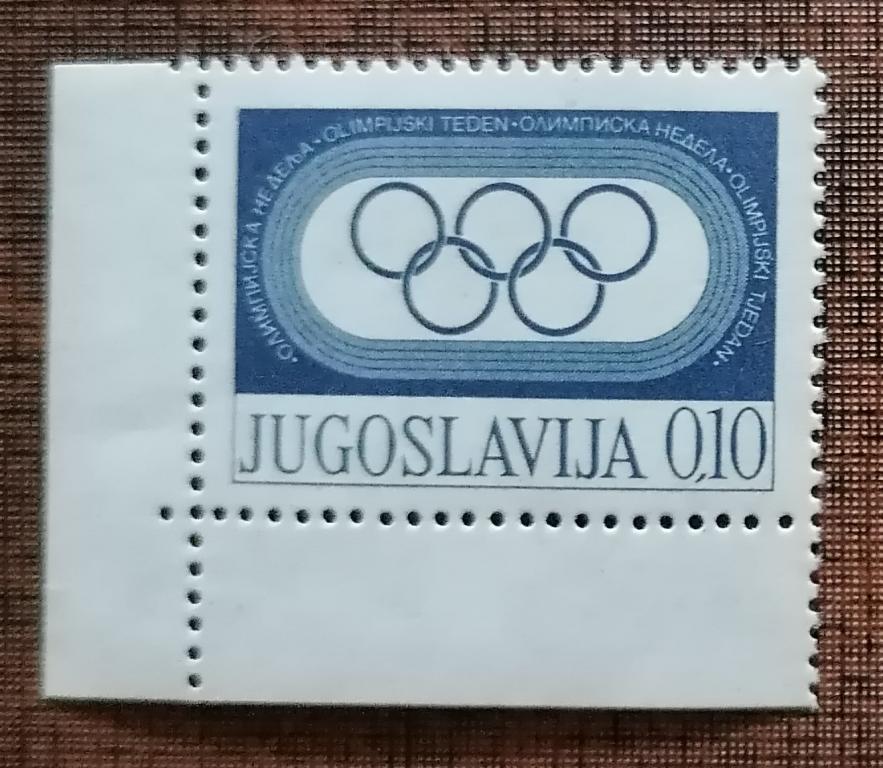 •ОЛИМПИЈСКА НЕДЕЉА•OLIMPIJSKI TEDEN•ОЛИМПИСКА НЕДЕЛА•OLIMPIJSKI TJEDAN•
JUGOSLAVIJA 0,10